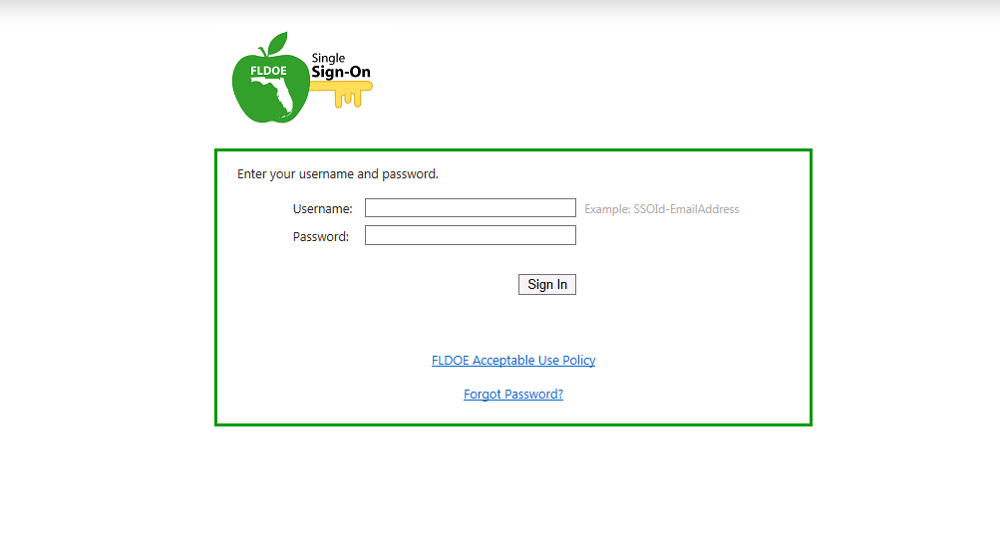 FLDOE
Single
Sign-On
Enter your username and password.
Username: Example: SSOId-EmailAddress
Password:
Sign In
FLDOE Acceptable Use Policy
Forgot Password?